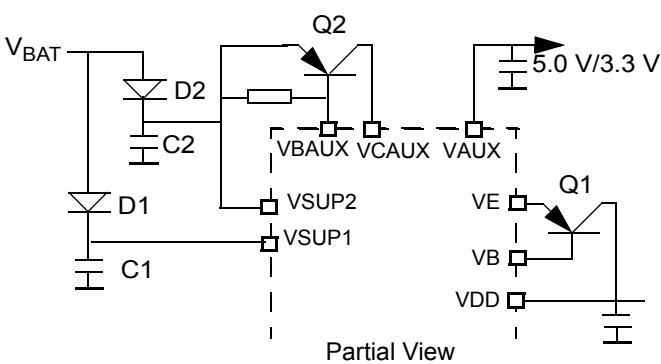 Q2
V_BAT
5.0 V/3.3 V
D2
C2
VBAUX VCAUX VAUX
D1
VSUP2
VE
Q1
VSUP1
C1
VB
VDD
Partial View